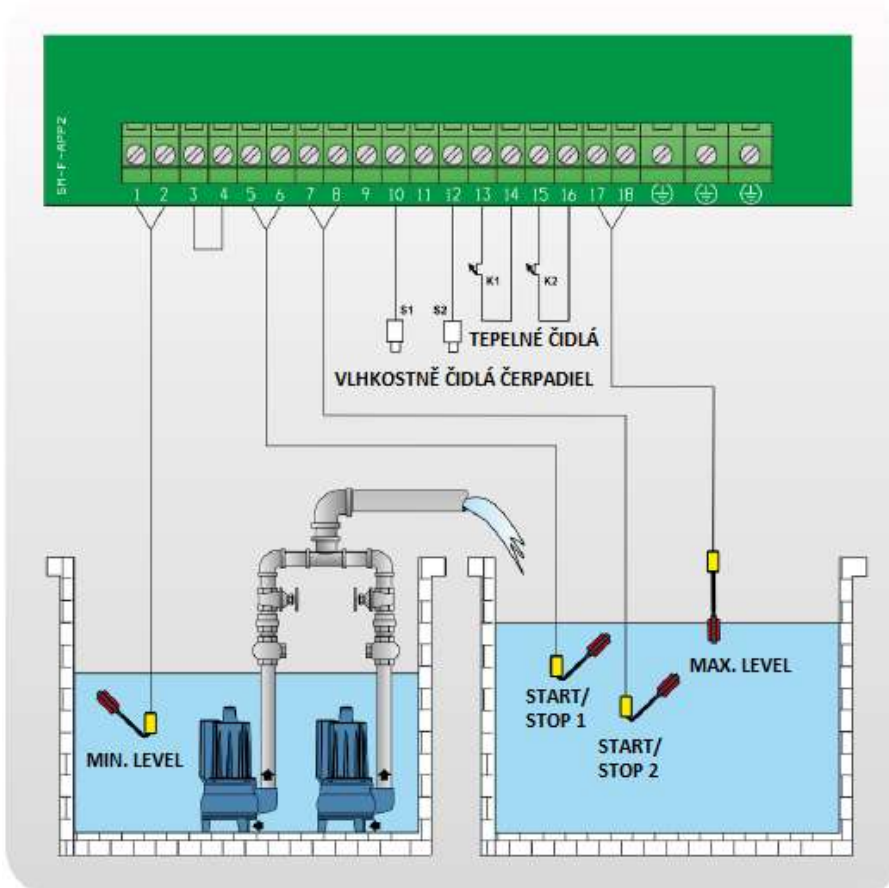 SM-F-APP2
1 2 3 4 5 6 7 8 9 10 11 12 13 14 15 16 17 18
K1
K2
S1
S2
TEPELNÉ ČIDLÁ
VLHKOSTNĚ ČIDLÁ ČERPADIEL
MAX. LEVEL
START/
STOP 1
START/
STOP 2
MIN. LEVEL